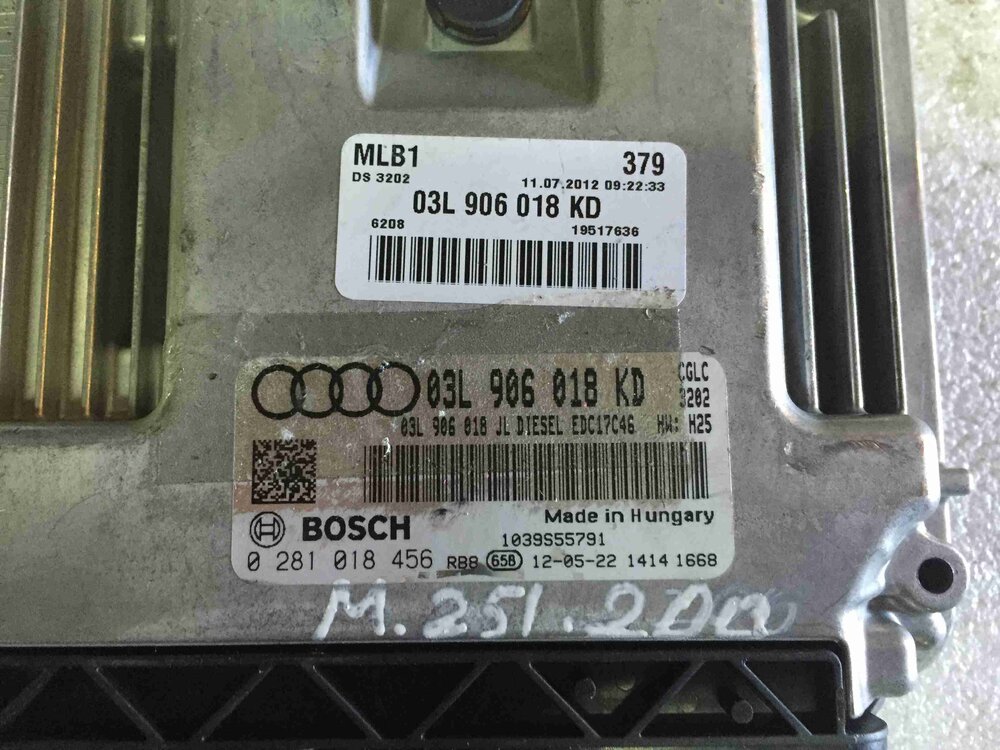 MLB1 379
DS 3202 11.07.2012 09:22:33
03L 906 018 KD
6208 19517636
03L 906 018 KD CGLC
3202
03L 906 018 JL DIESEL EDC17C46 HW: H25
BOSCH Made in Hungary
1039S55791
0 281 018 456 RB8 65B 12-05-22 1414 1668
M. 251.